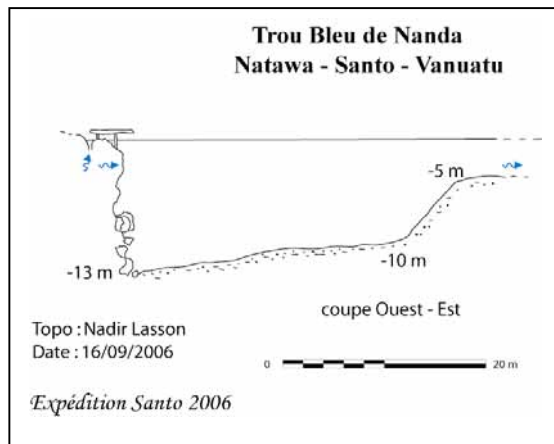 Trou Bleu de Nanda
Natawa - Santo - Vanuatu
-5 m
-13 m
-10 m
coupe Ouest - Est
Topo : Nadir Lasson
Date : 16/09/2006
0 20 m
Expédition Santo 2006